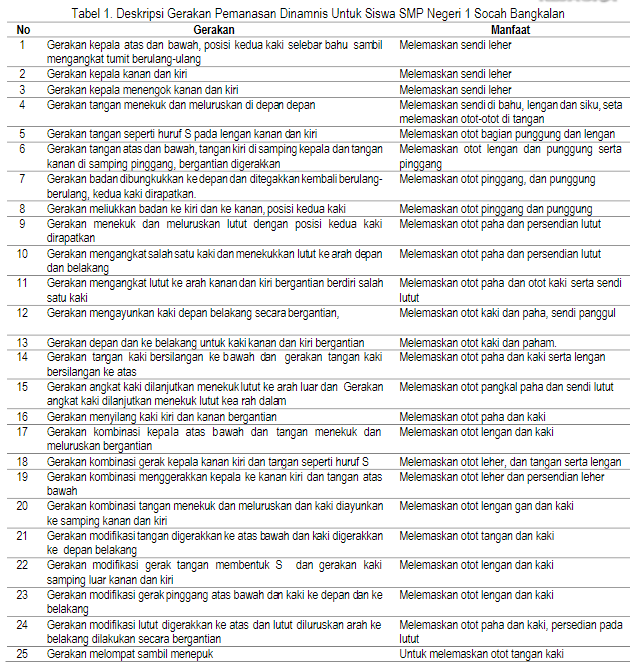 Tabel 1. Deskripsi Gerakan Pemanasan Dinamnis Untuk Siswa SMP Negeri 1 Socah Bangkalan
No Gerakan Manfaat
1 Gerakan kepala atas dan bawah, posisi kedua kaki selebar bahu sambil Melemaskan sendi leher
mengangkat tumit berulang-ulang
2 Gerakan kepala kanan dan kiri Melemaskan sendi leher
3 Gerakan kepala menengok kanan dan kiri Melemaskan sendi leher
4 Gerakan tangan menekuk dan meluruskan di depan depan Melemaskan sendi di bahu, lengan dan siku, seta
melemaskan otot-otot di tangan
5 Gerakan tangan seperti huruf S pada lengan kanan dan kiri Melemaskan otot bagian punggung dan lengan
6 Gerakan tangan atas dan bawah, tangan kiri di samping kepala dan tangan Melemaskan otot lengan dan punggung serta
kanan di samping pinggang, bergantian digerakkan pinggang
7 Gerakan badan dibungkukkan ke depan dan ditegakkan kembali berulang- Melemaskan otot pinggang, dan punggung
berulang, kedua kaki dirapatkan.
8 Gerakan meliukkan badan ke kiri dan ke kanan, posisi kedua kaki Melemaskan otot pinggang dan punggung
9 Gerakan menekuk dan meluruskan lutut dengan posisi kedua kaki Melemaskan otot paha dan persendian lutut
dirapatkan
10 Gerakan mengangkat salah satu kaki dan menekukkan lutut ke arah depan Melemaskan otot paha dan persendian lutut
dan belakang
11 Gerakan mengangkat lutut ke arah kanan dan kiri bergantian berdiri salah Melemaskan otot paha dan otot kaki serta sendi
satu kaki lutut
12 Gerakan mengayunkan kaki depan belakang secara bergantian, Melemaskan otot kaki dan paha, sendi panggul
13 Gerakan depan dan ke belakang untuk kaki kanan dan kiri bergantian Melemaskan otot kaki dan paham.
14 Gerakan tangan kaki bersilangan ke bawah dan gerakan tangan kaki Melemaskan otot paha dan kaki serta lengan
bersilangan ke atas
15 Gerakan angkat kaki dilanjutkan menekuk lutut ke arah luar dan Gerakan Melemaskan otot pangkal paha dan sendi lutut
angkat kaki dilanjutkan menekuk lutut kea rah dalam
16 Gerakan menyilang kaki kiri dan kanan bergantian Melemaskan otot paha dan kaki
17 Gerakan kombinasi kepala atas bawah dan tangan menekuk dan Melemaskan otot lengan dan kaki
meluruskan bergantian
18 Gerakan kombinasi gerak kepala kanan kiri dan tangan seperti huruf S Melemaskan otot leher, dan tangan serta lengan
19 Gerakan kombinasi menggerakkan kepala ke kanan kiri dan tangan atas Melemaskan otot leher dan persendian leher
bawah
20 Gerakan kombinasi tangan menekuk dan meluruskan dan kaki diayunkan Melemaskan otot lengan gan dan kaki
ke samping kanan dan kiri
21 Gerakan modifikasi tangan digerakkan ke atas bawah dan kaki digerakkan Melemaskan otot tangan dan kaki
ke depan belakang
22 Gerakan modifikasi gerak tangan membentuk S dan gerakan kaki Melemaskan otot lengan dan kaki
samping luar kanan dan kiri
23 Gerakan modifikasi gerak pinggang atas bawah dan kaki ke depan dan ke Melemaskan otot lengan dan kaki
belakang
24 Gerakan modifikasi lutut digerakkan ke atas dan lutut diluruskan arah ke Melemaskan otot paha dan kaki, persedian pada
belakang dilakukan secara bergantian lutut
25 Gerakan melompat sambil menepuk Untuk melemaskan otot tangan kaki